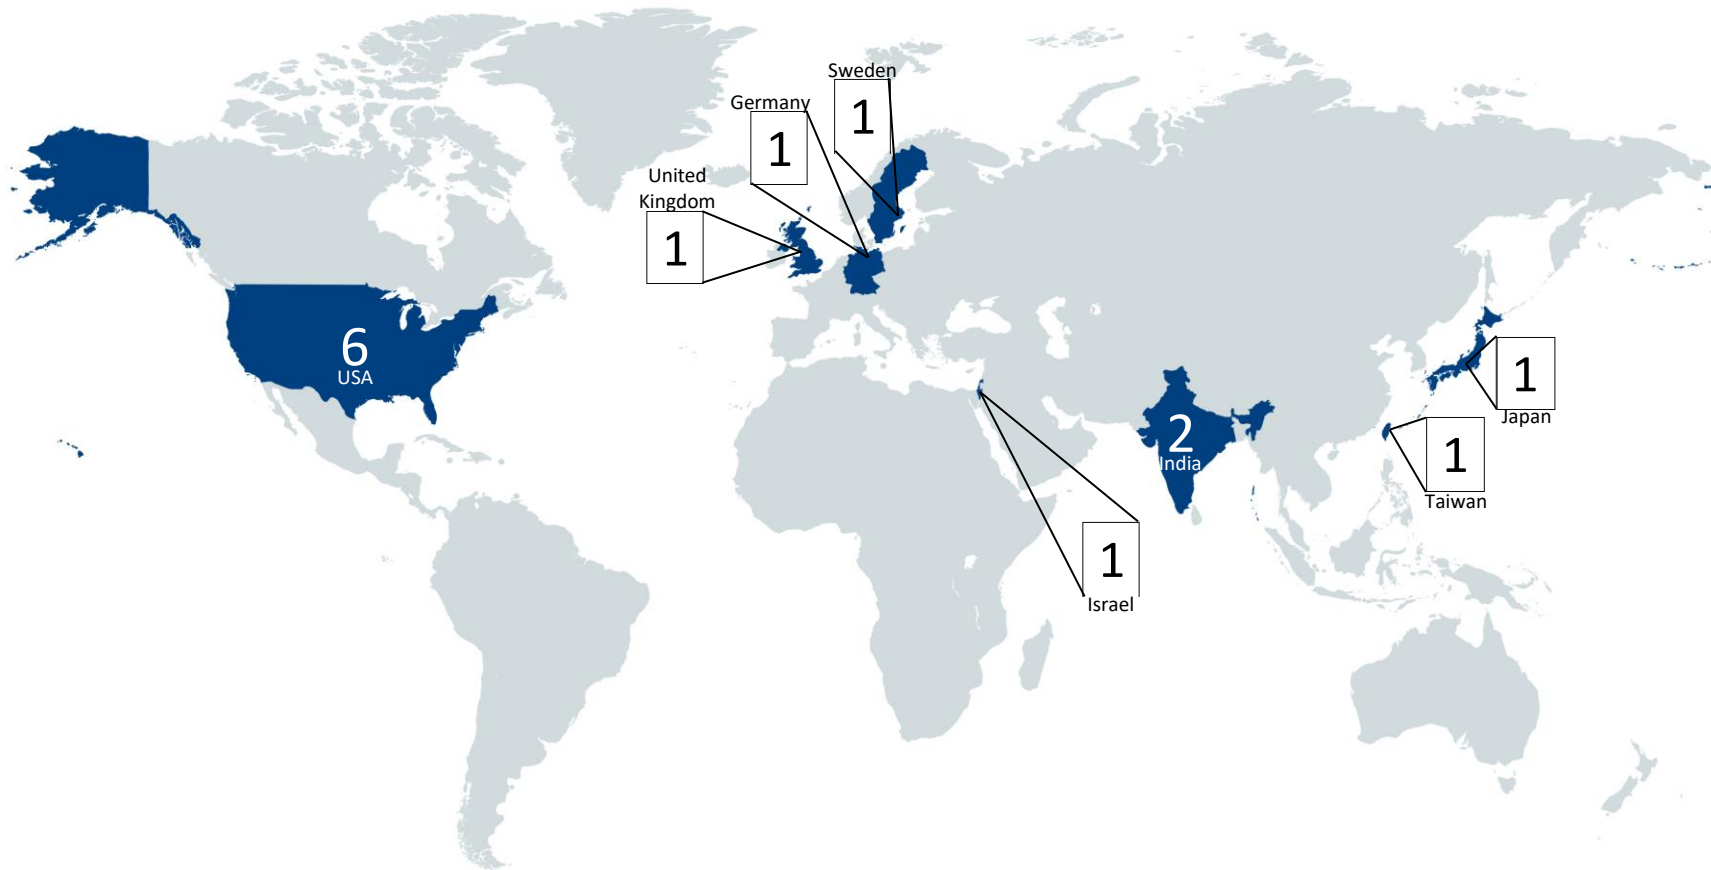 Sweden
1
Germany
1
United
Kingdom
1
6
USA
2
India
1
Japan
1
Taiwan
1
Israel